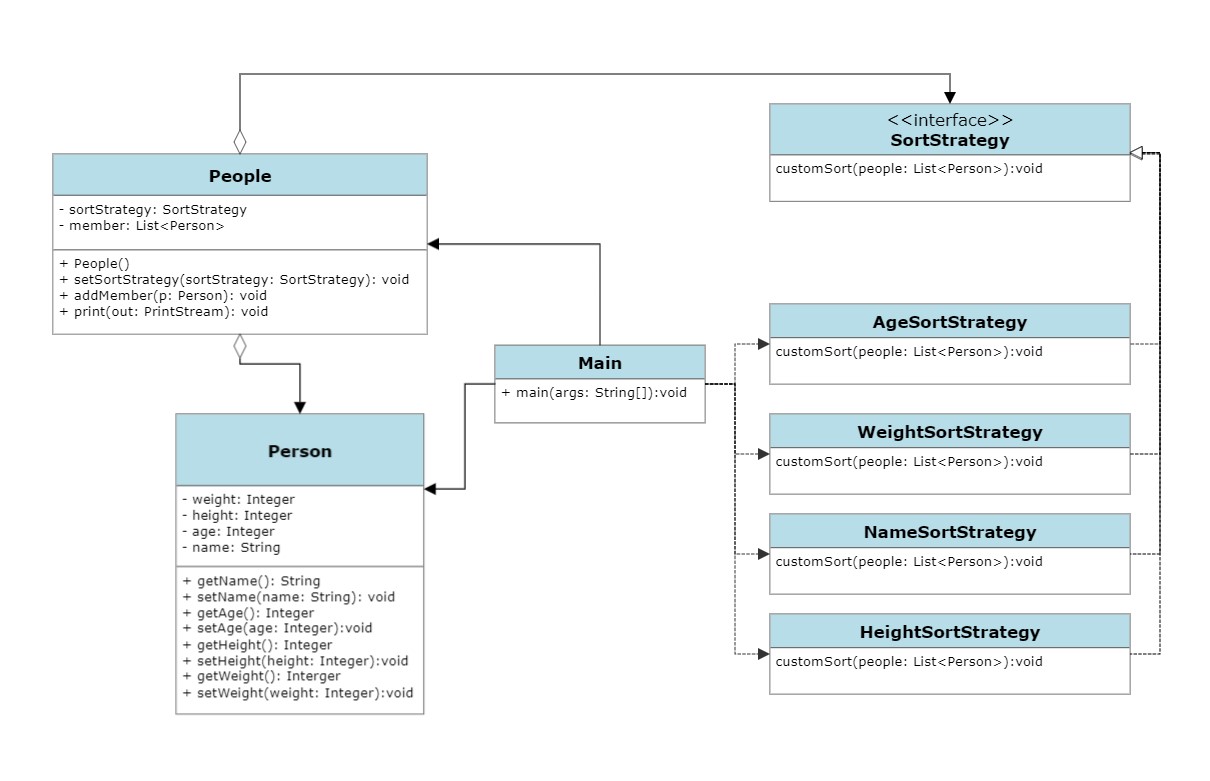 <<interface>>
SortStrategy
customSort(people: List<Person>):void
People
- sortStrategy: SortStrategy
- member: List<Person>
+ People()
+ setSortStrategy(sortStrategy: SortStrategy): void
+ addMember(p: Person): void
+ print(out: PrintStream): void
Main
+ main(args: String[]):void
Person
- weight: Integer
- height: Integer
- age: Integer
- name: String
+ getName(): String
+ setName(name: String): void
+ getAge(): Integer
+ setAge(age: Integer):void
+ getHeight(): Integer
+ setHeight(height: Integer):void
+ getWeight(): Interger
+ setWeight(weight: Integer):void
AgeSortStrategy
customSort(people: List<Person>):void
WeightSortStrategy
customSort(people: List<Person>):void
NameSortStrategy
customSort(people: List<Person>):void
HeightSortStrategy
customSort(people: List<Person>):void